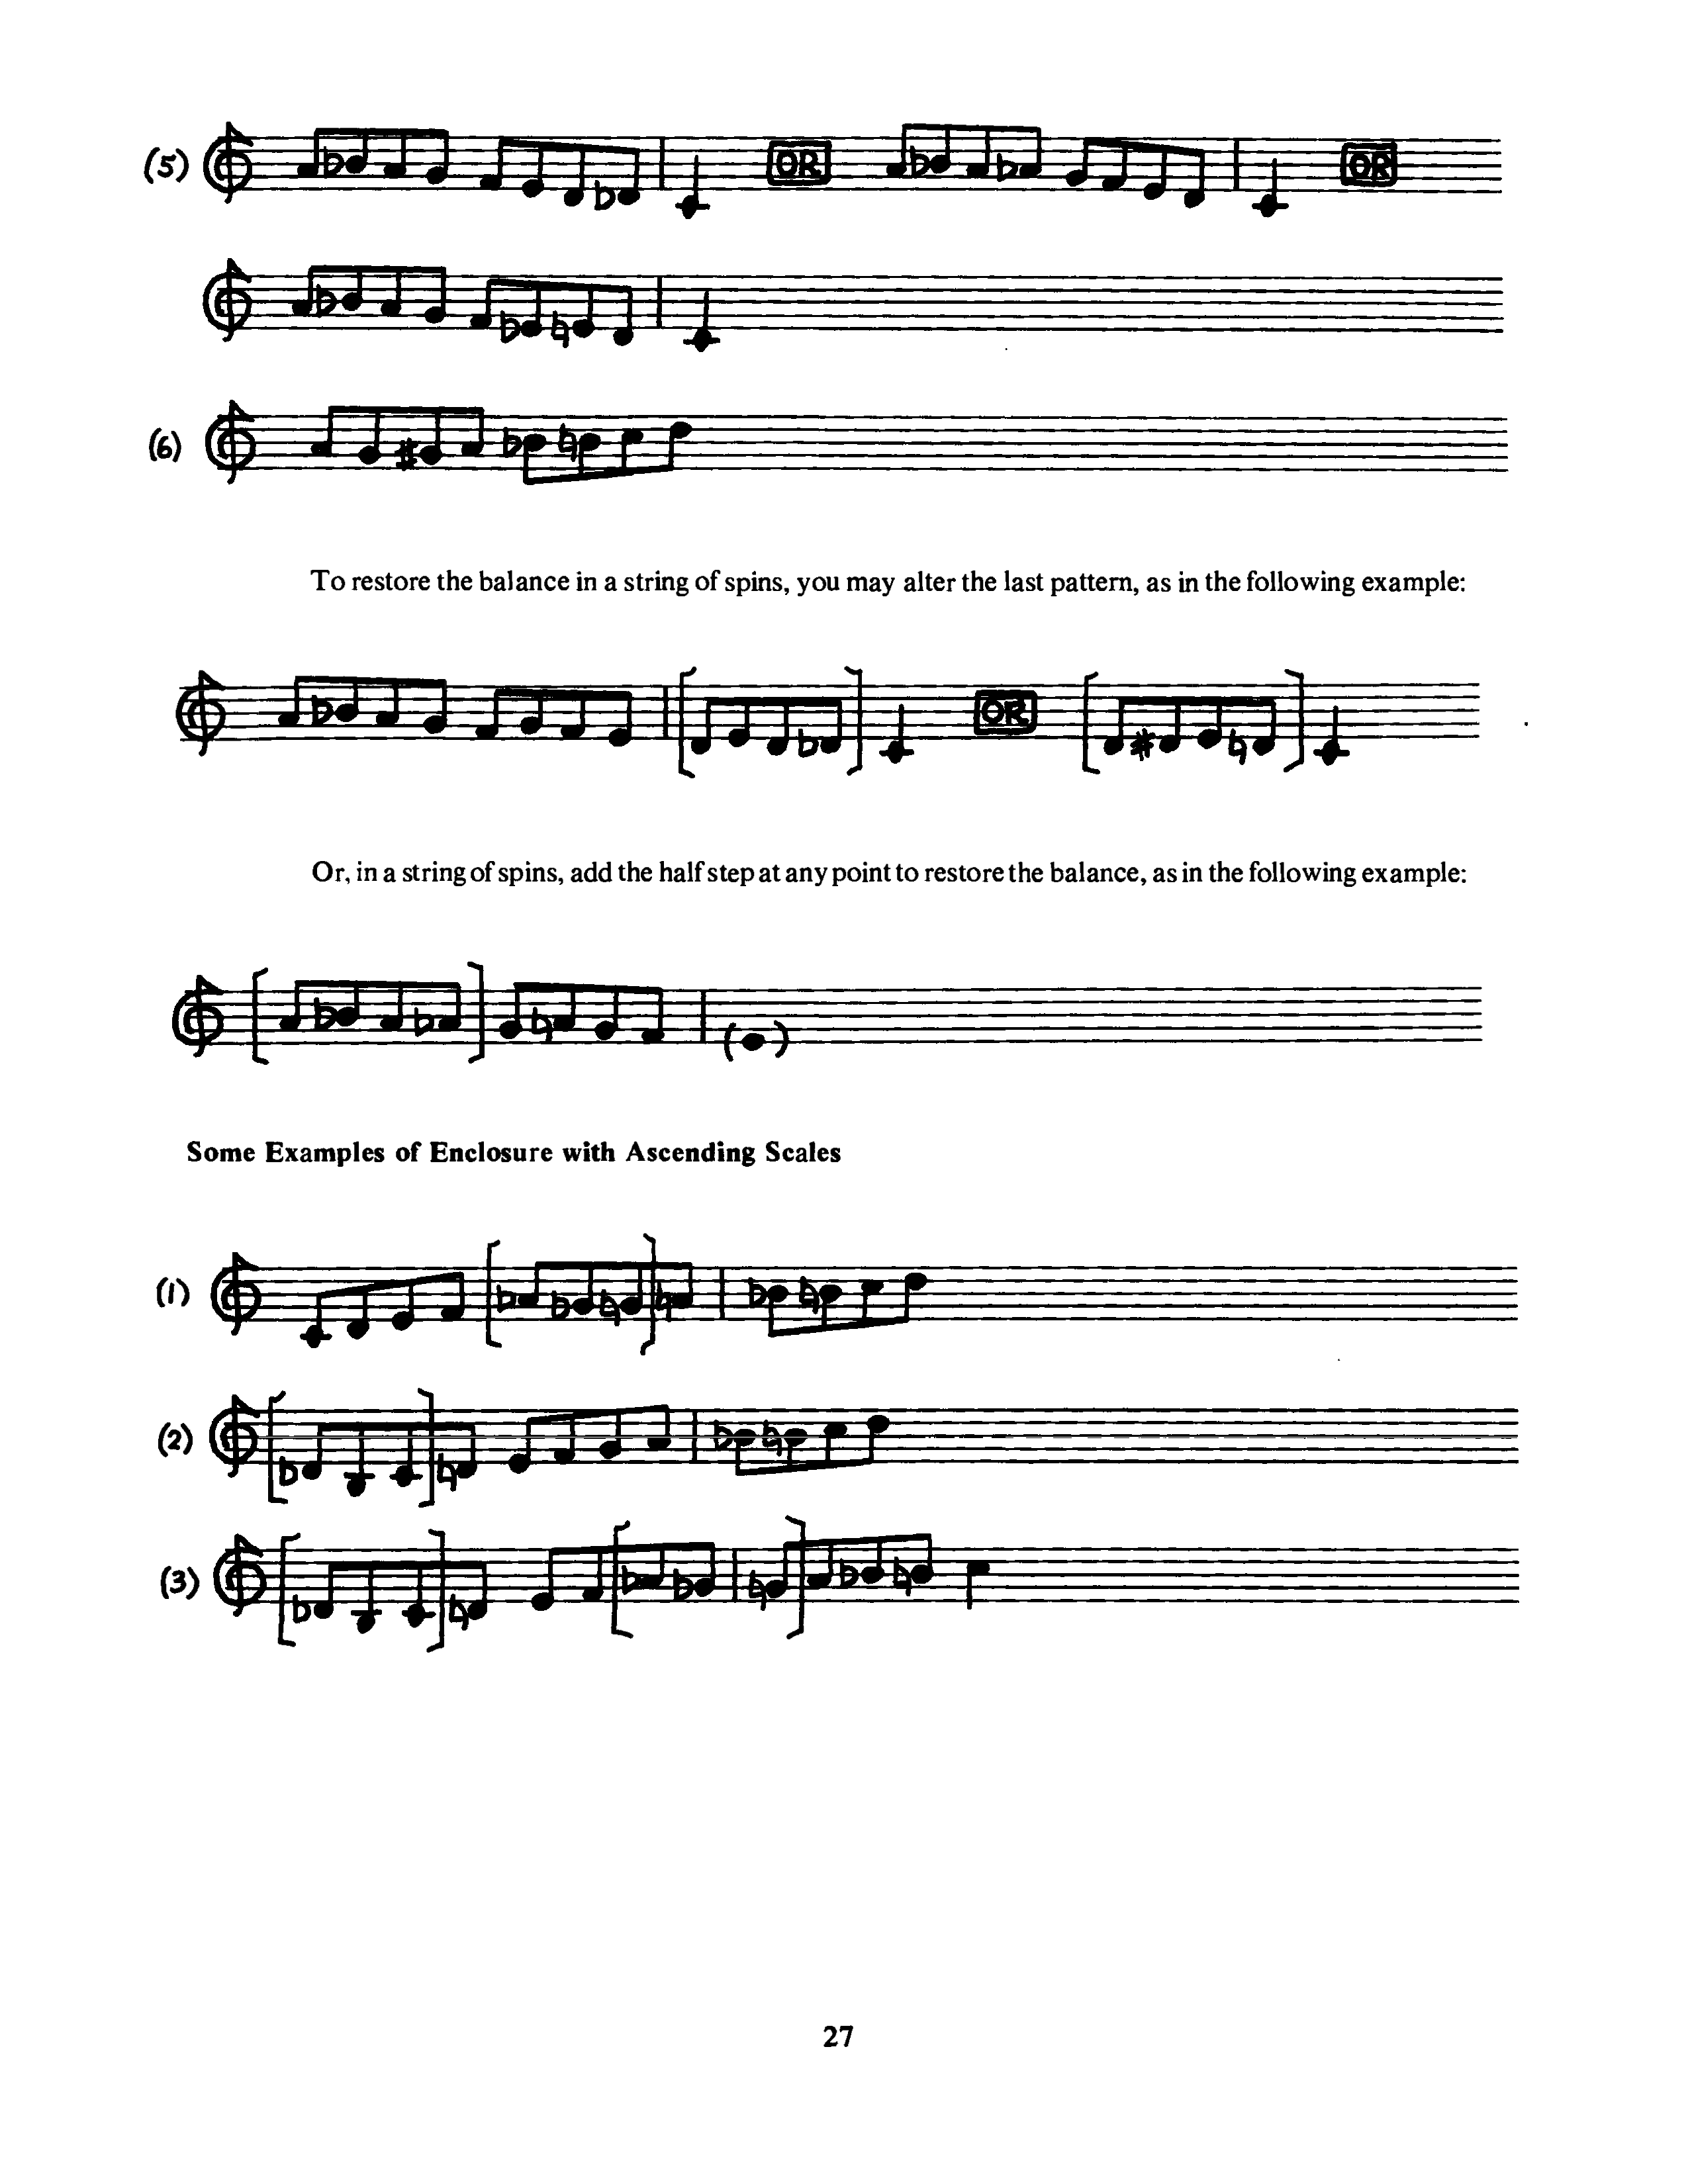 (5) OR OR
(6)
To restore the balance in a string of spins, you may alter the last pattern, as in the following example:
OR
Or, in a string of spins, add the half step at any point to restore the balance, as in the following example:
Some Examples of Enclosure with Ascending Scales
(1)
(2)
(3)
27